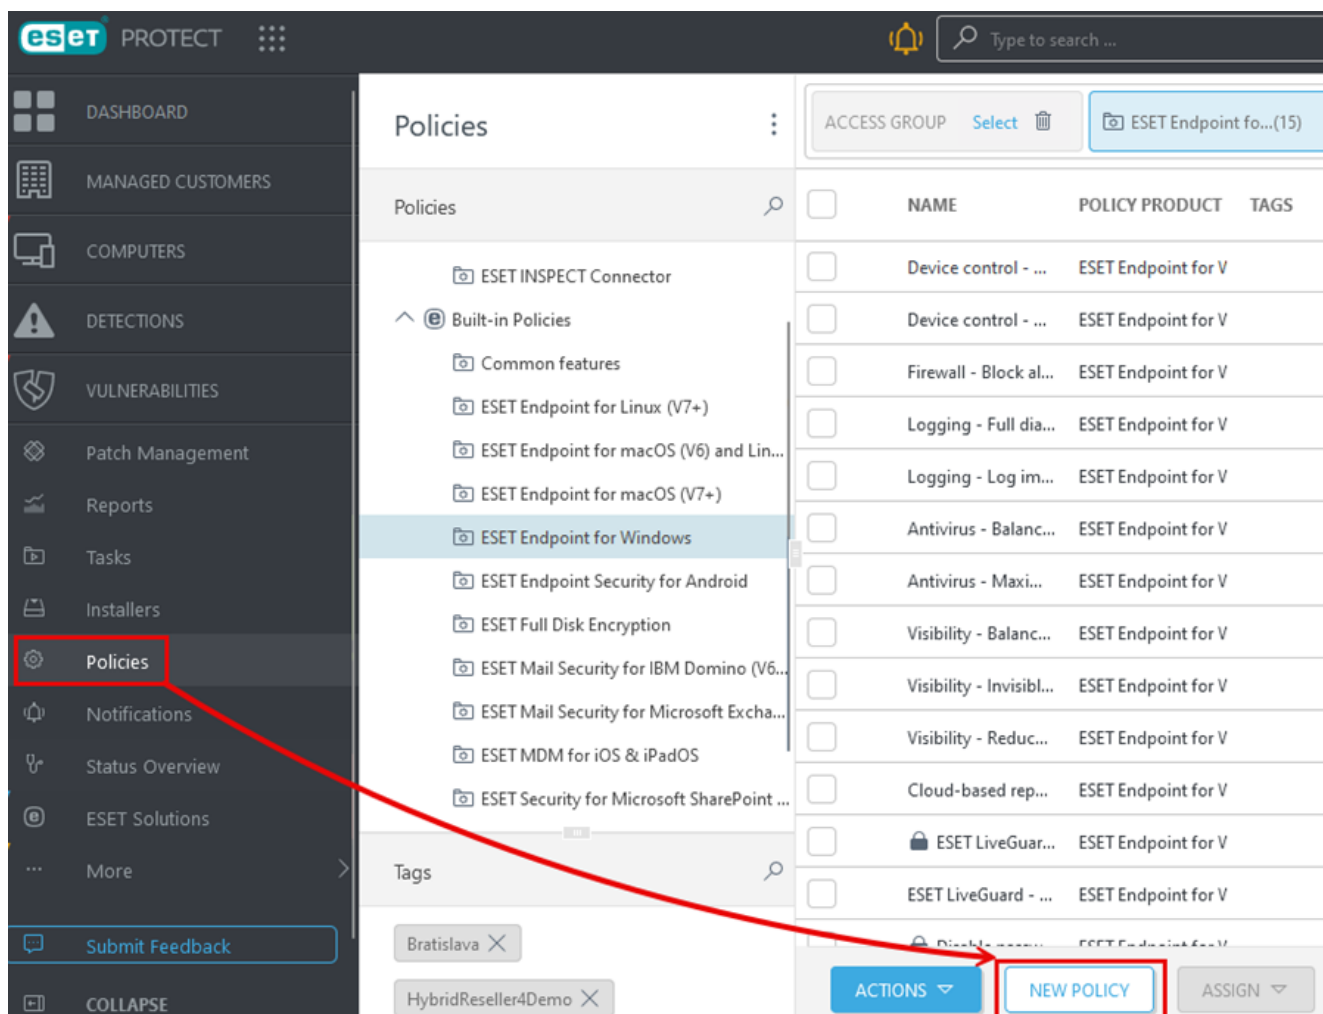 eset PROTECT
Type to search ...
DASHBOARD
MANAGED CUSTOMERS
COMPUTERS
DETECTIONS
VULNERABILITIES
Patch Management
Reports
Tasks
Installers
Policies
Notifications
Status Overview
ESET Solutions
More
Submit Feedback
COLLAPSE
Policies
Policies
ESET INSPECT Connector
Built-in Policies
Common features
ESET Endpoint for Linux (V7+)
ESET Endpoint for macOS (V6) and Lin...
ESET Endpoint for macOS (V7+)
ESET Endpoint for Windows
ESET Endpoint Security for Android
ESET Full Disk Encryption
ESET Mail Security for IBM Domino (V6...
ESET Mail Security for Microsoft Excha...
ESET MDM for iOS & iPadOS
ESET Security for Microsoft SharePoint ...
Tags
Bratislava
HybridReseller4Demo
ACCESS GROUP Select ESET Endpoint fo...(15)
NAME POLICY PRODUCT TAGS
Device control - ... ESET Endpoint for V
Device control - ... ESET Endpoint for V
Firewall - Block al... ESET Endpoint for V
Logging - Full dia... ESET Endpoint for V
Logging - Log im... ESET Endpoint for V
Antivirus - Balanc... ESET Endpoint for V
Antivirus - Maxi... ESET Endpoint for V
Visibility - Balanc... ESET Endpoint for V
Visibility - Invisibl... ESET Endpoint for V
Visibility - Reduc... ESET Endpoint for V
Cloud-based rep... ESET Endpoint for V
ESET LiveGuar... ESET Endpoint for V
ESET LiveGuard - ... ESET Endpoint for V
Disable passw... ESET Endpoint for V
ACTIONS NEW POLICY ASSIGN